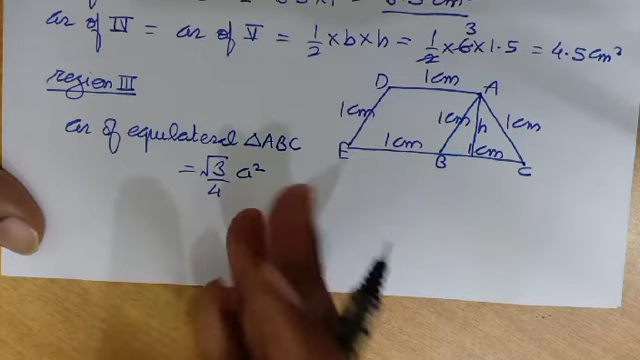 ar of IV = ar of V = 1/2 × b × h = 1/2 × 6 × 1.5 = 4.5 cm²
3
region III
ar of equilateral △ABC
= √3/4 a²
D 1cm A
1cm 1cm h 1cm
E 1cm B 1cm C